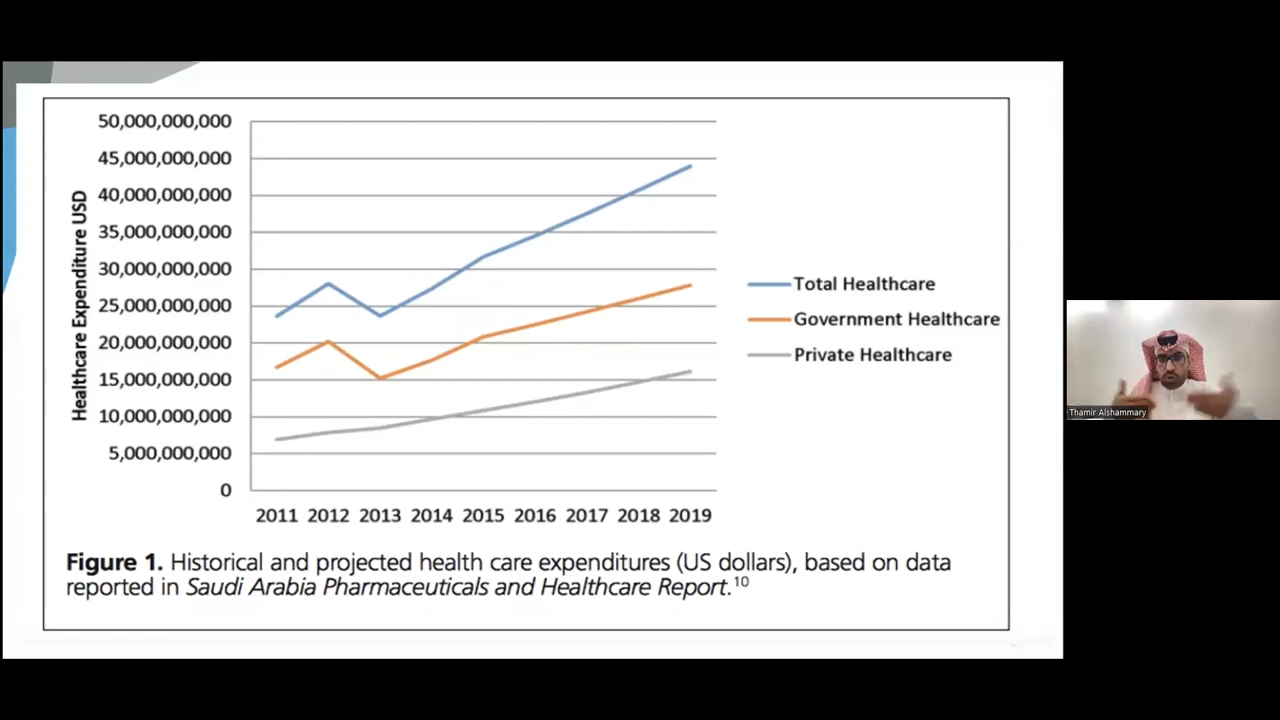 50,000,000,000
45,000,000,000
40,000,000,000
35,000,000,000
30,000,000,000
25,000,000,000
20,000,000,000
15,000,000,000
10,000,000,000
5,000,000,000
0
Healthcare Expenditure USD
2011 2012 2013 2014 2015 2016 2017 2018 2019
Total Healthcare
Government Healthcare
Private Healthcare
Figure 1. Historical and projected health care expenditures (US dollars), based on data
reported in Saudi Arabia Pharmaceuticals and Healthcare Report.10
Thamir Alshammary